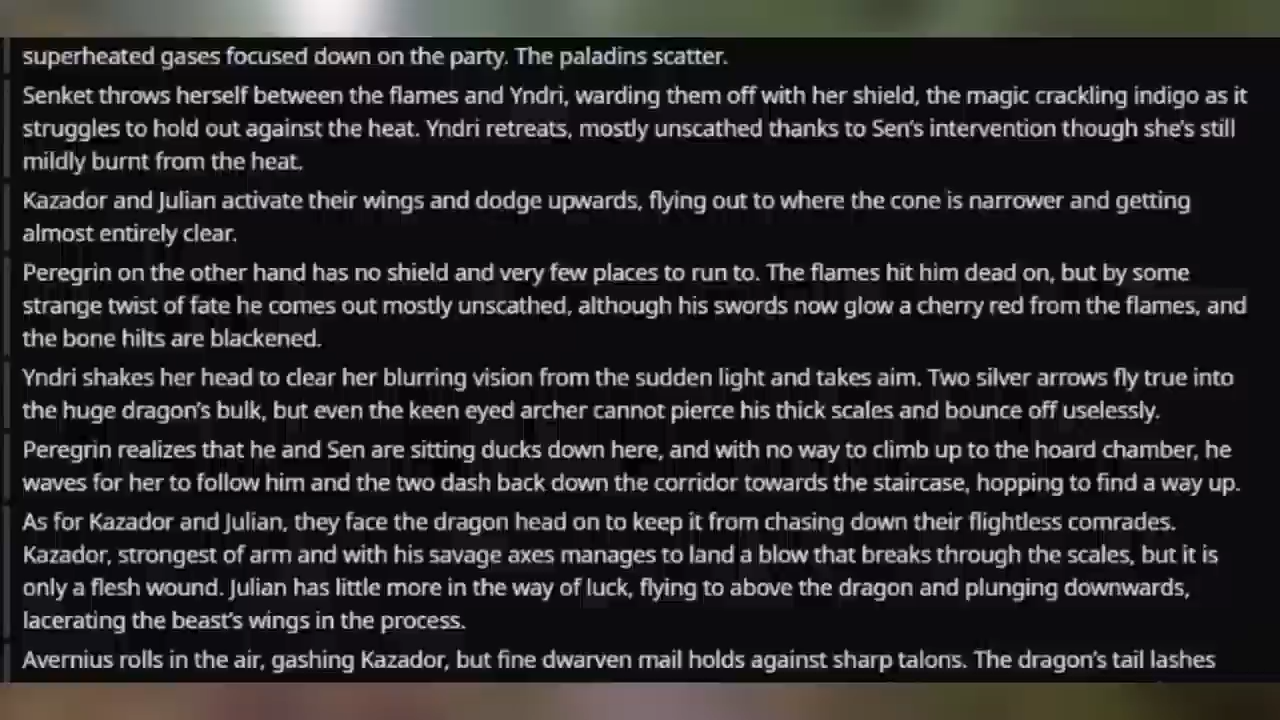 superheated gases focused down on the party. The paladins scatter.
Senket throws herself between the flames and Yndri, warding them off with her shield, the magic crackling indigo as it
struggles to hold out against the heat. Yndri retreats, mostly unscathed thanks to Sen's intervention though she's still
mildly burnt from the heat.
Kazador and Julian activate their wings and dodge upwards, flying out to where the cone is narrower and getting
almost entirely clear.
Peregrin on the other hand has no shield and very few places to run to. The flames hit him dead on, but by some
strange twist of fate he comes out mostly unscathed, although his swords now glow a cherry red from the flames, and
the bone hilts are blackened.
Yndri shakes her head to clear her blurring vision from the sudden light and takes aim. Two silver arrows fly true into
the huge dragon's bulk, but even the keen eyed archer cannot pierce his thick scales and bounce off uselessly.
Peregrin realizes that he and Sen are sitting ducks down here, and with no way to climb up to the hoard chamber, he
waves for her to follow him and the two dash back down the corridor towards the staircase, hopping to find a way up.
As for Kazador and Julian, they face the dragon head on to keep it from chasing down their flightless comrades.
Kazador, strongest of arm and with his savage axes manages to land a blow that breaks through the scales, but it is
only a flesh wound. Julian has little more in the way of luck, flying to above the dragon and plunging downwards,
lacerating the beast's wings in the process.
Avernius rolls in the air, gashing Kazador, but fine dwarven mail holds against sharp talons. The dragon's tail lashes